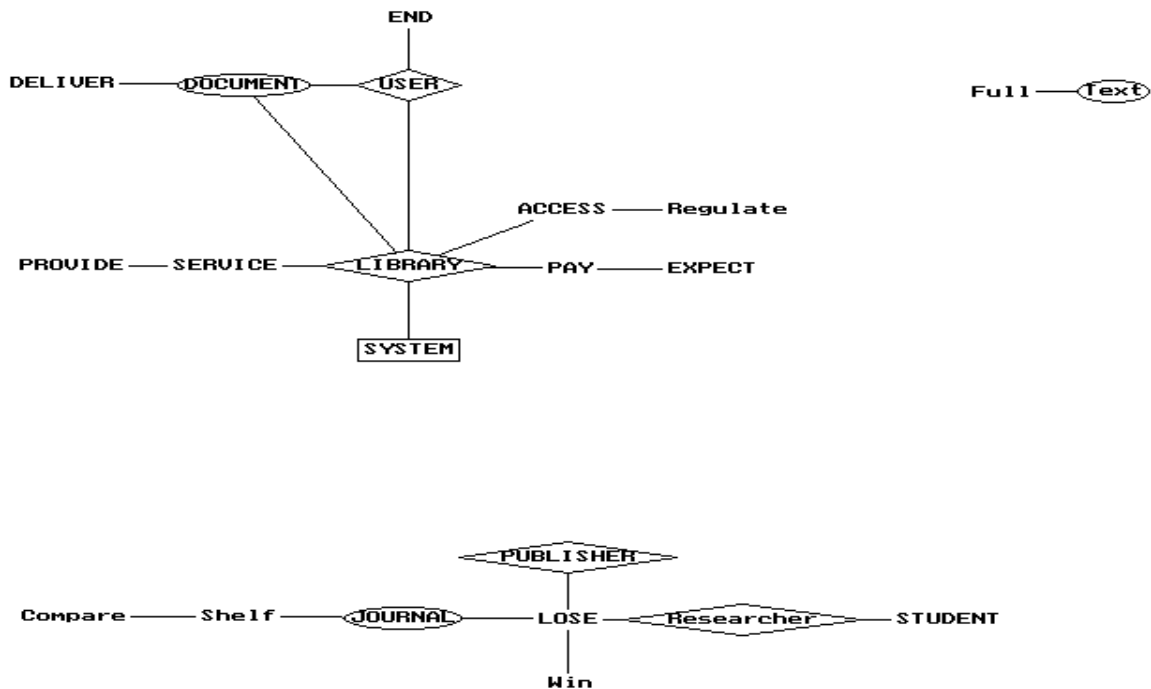 END
DELIVER DOCUMENT USER
Full Text
ACCESS Regulate
PROVIDE SERVICE LIBRARY PAY EXPECT
SYSTEM
PUBLISHER
Compare Shelf JOURNAL LOSE Researcher STUDENT
Win